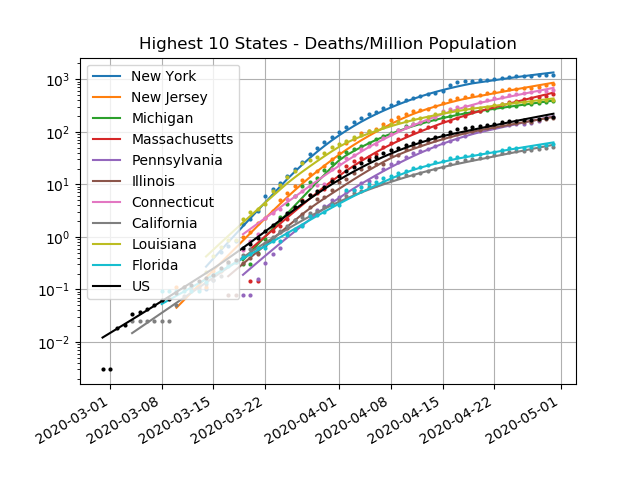 Highest 10 States - Deaths/Million Population
10³
10²
10¹
10⁰
10⁻¹
10⁻²
New York
New Jersey
Michigan
Massachusetts
Pennsylvania
Illinois
Connecticut
California
Louisiana
Florida
US
2020-03-01
2020-03-08
2020-03-15
2020-03-22
2020-04-01
2020-04-08
2020-04-15
2020-04-22
2020-05-01